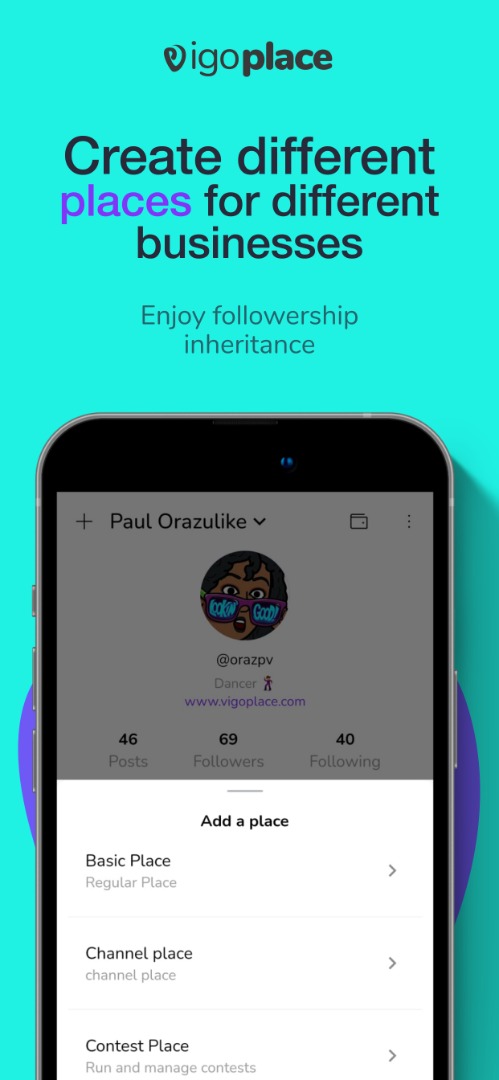 vigoplace
Create different
places for different
businesses
Enjoy followership
inheritance
Paul Orazulike
LOOKIN' GOOD!
@orazpv
Dancer
www.vigoplace.com
46 69 40
Posts Followers Following
Add a place
Basic Place
Regular Place
Channel place
channel place
Contest Place
Run and manage contests